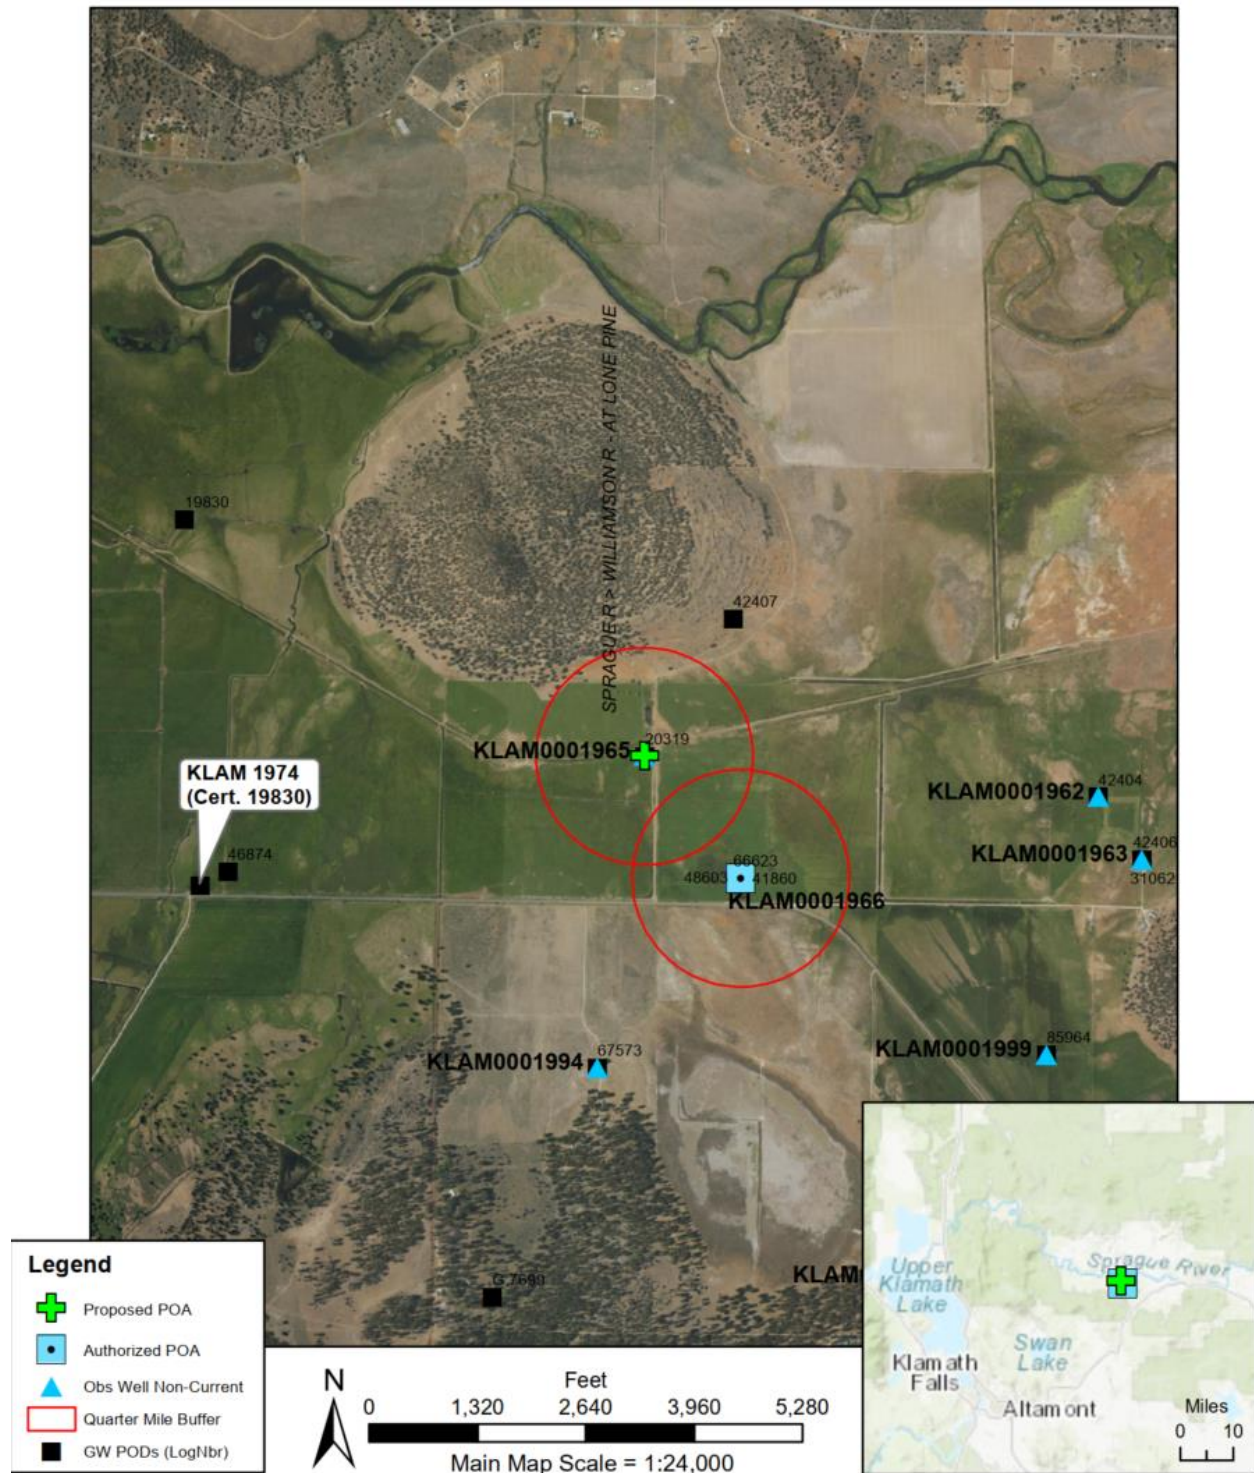 SPRAGUE R > WILLIAMSON R - AT LONE PINE
19830
42407
20319
KLAM0001965
KLAM 1974
(Cert. 19830)
KLAM0001962
42404
46874
KLAM0001963
42406
31062
66623
48603
41860
KLAM0001966
KLAM0001994
67573
KLAM0001999
85964
Legend
Proposed POA
Authorized POA
Obs Well Non-Current
Quarter Mile Buffer
GW PODs (LogNbr)
N
Feet
0 1,320 2,640 3,960 5,280
Main Map Scale = 1:24,000
Upper
Klamath
Lake
Sprague River
Swan
Lake
Klamath
Falls
Altamont
Miles
0 10